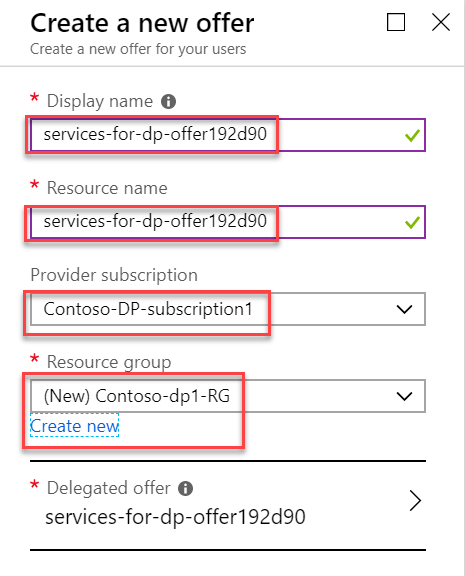 Create a new offer
Create a new offer for your users
* Display name
services-for-dp-offer192d90
* Resource name
services-for-dp-offer192d90
Provider subscription
Contoso-DP-subscription1
* Resource group
(New) Contoso-dp1-RG
Create new
* Delegated offer
services-for-dp-offer192d90